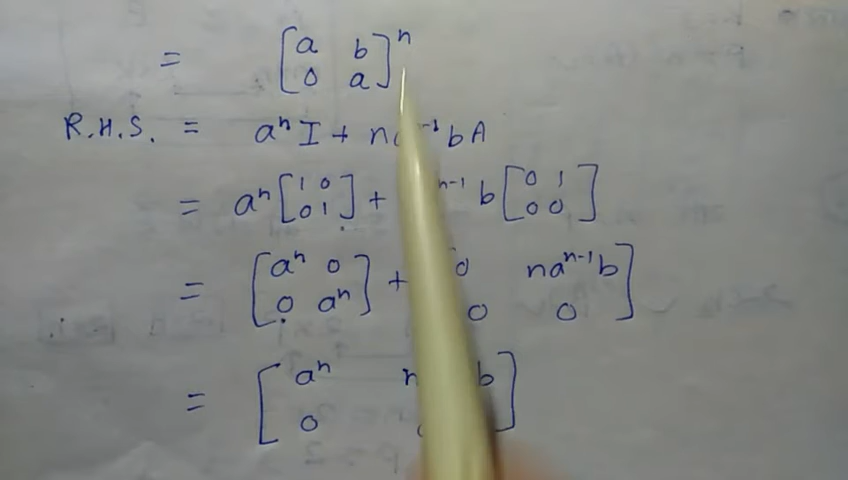 = [a b 0 a]ⁿ
R.H.S. = aⁿI + n bA
= aⁿ[1 0 0 1] + ⁿ⁻¹ b[0 1 0 0]
= [aⁿ 0 0 aⁿ] + 0 naⁿ⁻¹b 0 0]
= [aⁿ b 0 ]